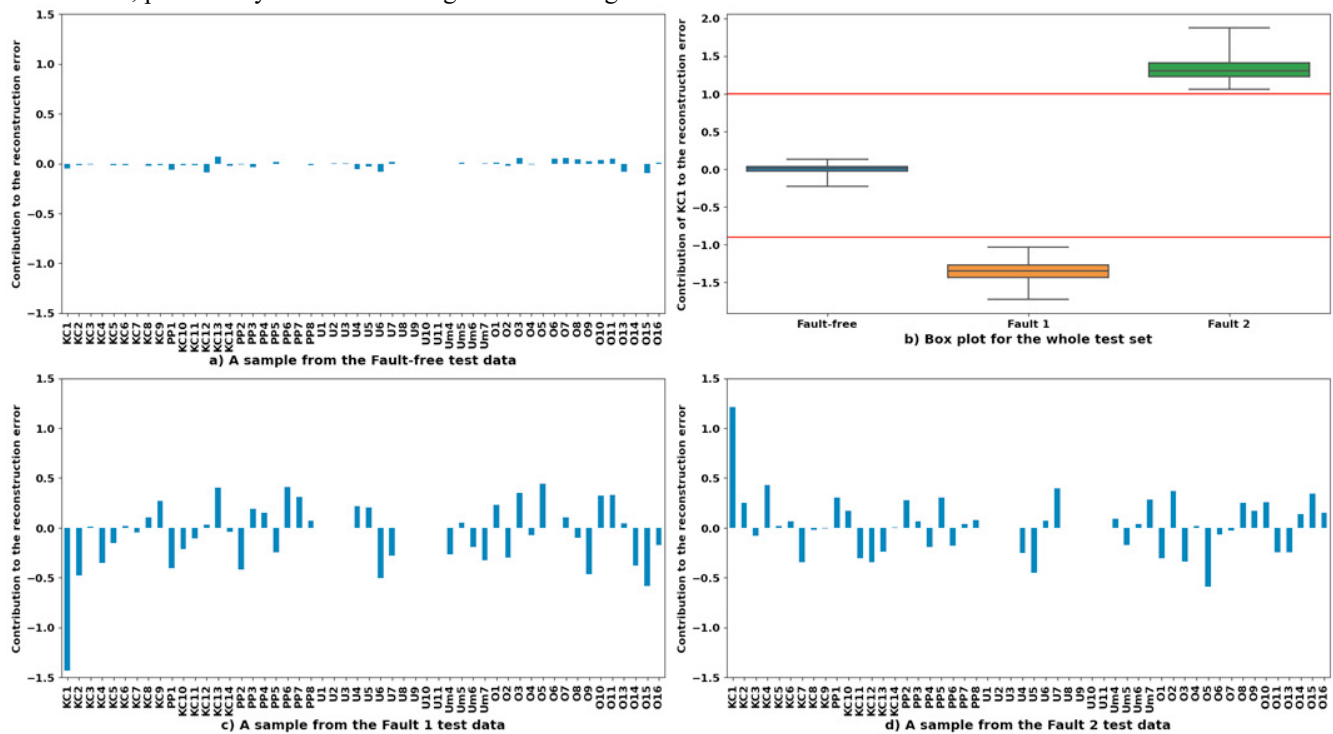 Contribution to the reconstruction error
1.5
1.0
0.5
0.0
−0.5
−1.0
−1.5
KC1 KC2 KC3 KC4 KC5 KC6 KC7 KC8 KC9 PP1 KC10 KC11 KC12 KC13 KC14 PP2 PP3 PP4 PP5 PP6 PP7 PP8 U1 U2 U3 U4 U5 U6 U7 U8 U9 U10 U11 Um4 Um5 Um6 Um7 O1 O2 O3 O4 O5 O6 O7 O8 O9 O10 O11 O13 O14 O15 O16
a) A sample from the Fault-free test data
Contribution of KC1 to the reconstruction error
2.0
1.5
1.0
0.5
0.0
−0.5
−1.0
−1.5
Fault-free Fault 1 Fault 2
b) Box plot for the whole test set
Contribution to the reconstruction error
1.5
1.0
0.5
0.0
−0.5
−1.0
−1.5
KC1 KC2 KC3 KC4 KC5 KC6 KC7 KC8 KC9 PP1 KC10 KC11 KC12 KC13 KC14 PP2 PP3 PP4 PP5 PP6 PP7 PP8 U1 U2 U3 U4 U5 U6 U7 U8 U9 U10 U11 Um4 Um5 Um6 Um7 O1 O2 O3 O4 O5 O6 O7 O8 O9 O10 O11 O13 O14 O15 O16
c) A sample from the Fault 1 test data
Contribution to the reconstruction error
1.5
1.0
0.5
0.0
−0.5
−1.0
−1.5
KC1 KC2 KC3 KC4 KC5 KC6 KC7 KC8 KC9 PP1 KC10 KC11 KC12 KC13 KC14 PP2 PP3 PP4 PP5 PP6 PP7 PP8 U1 U2 U3 U4 U5 U6 U7 U8 U9 U10 U11 Um4 Um5 Um6 Um7 O1 O2 O3 O4 O5 O6 O7 O8 O9 O10 O11 O13 O14 O15 O16
d) A sample from the Fault 2 test data